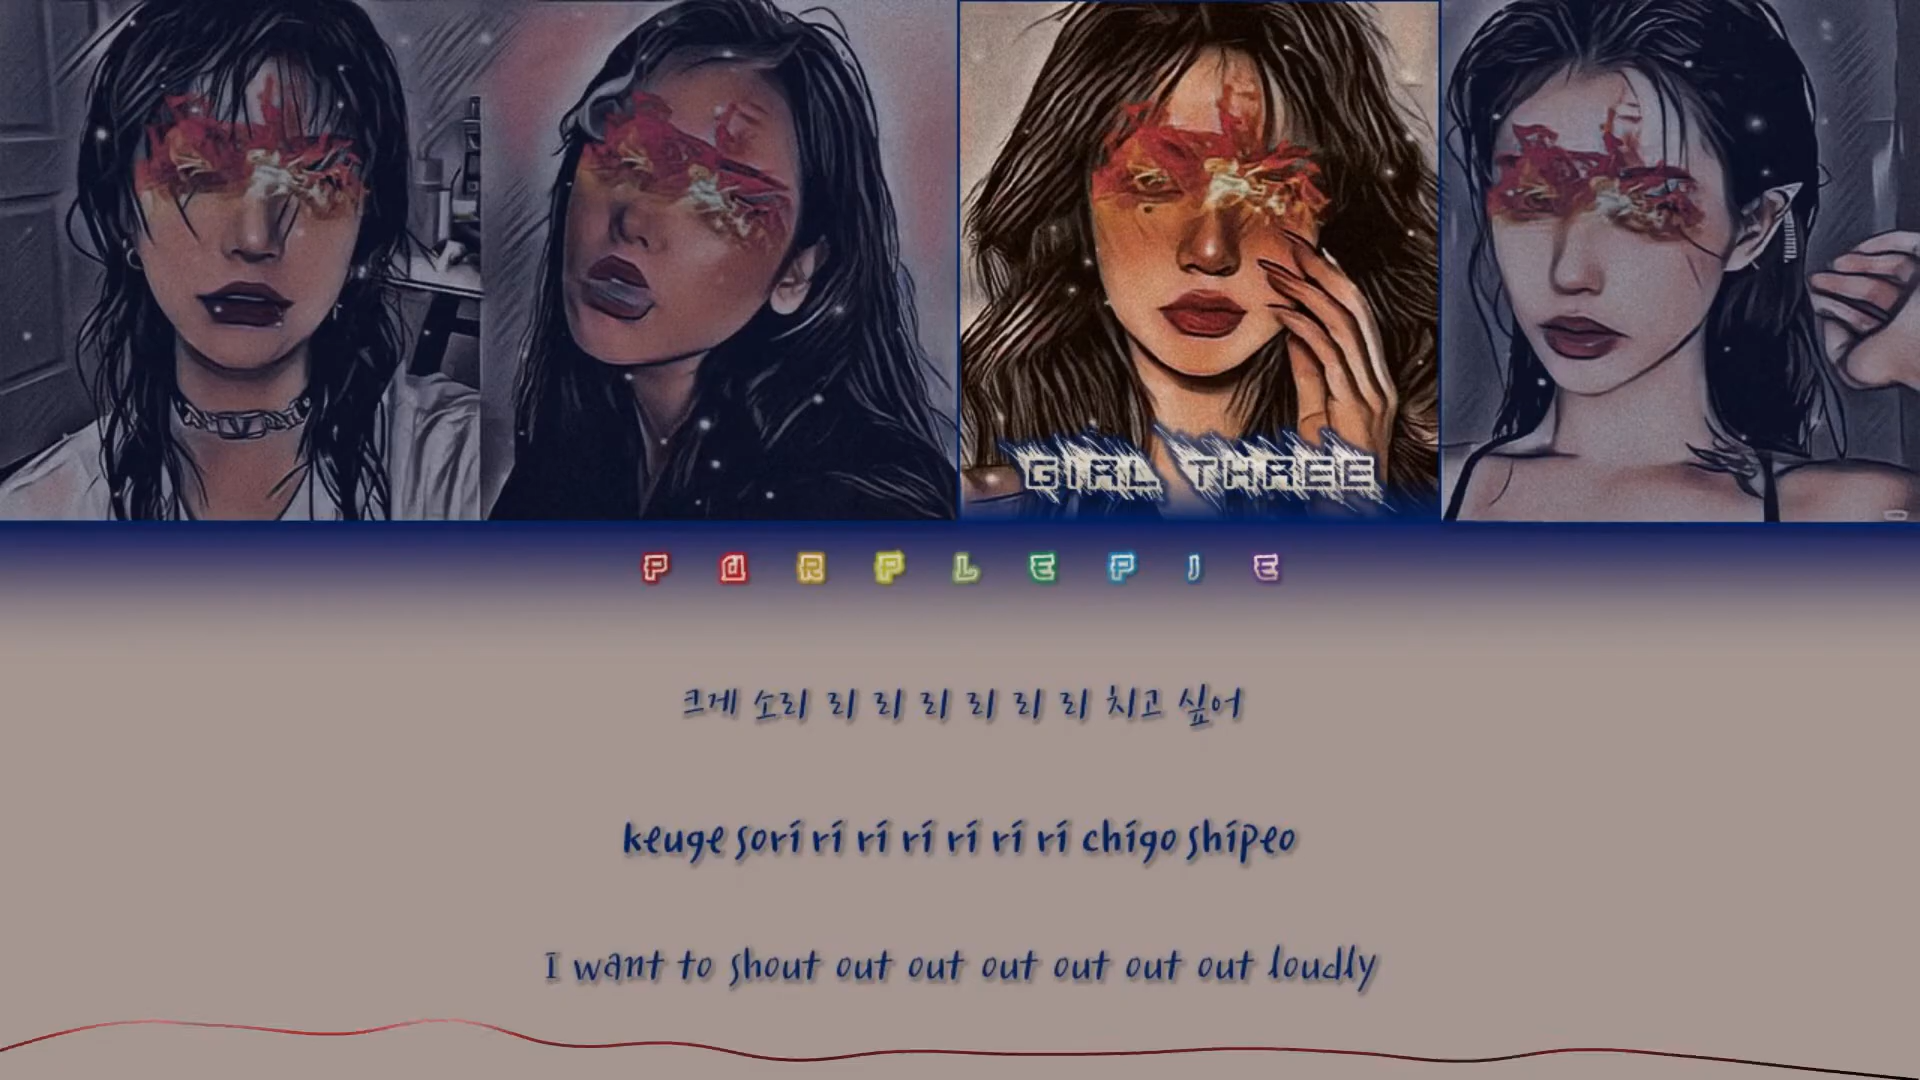 GIRL THREE
PURPLEPIE
크게 소리 리 리 리 리 리 리 치고 싶어
keuge sori ri ri ri ri ri ri chigo shipeo
I want to shout out out out out out out loudly